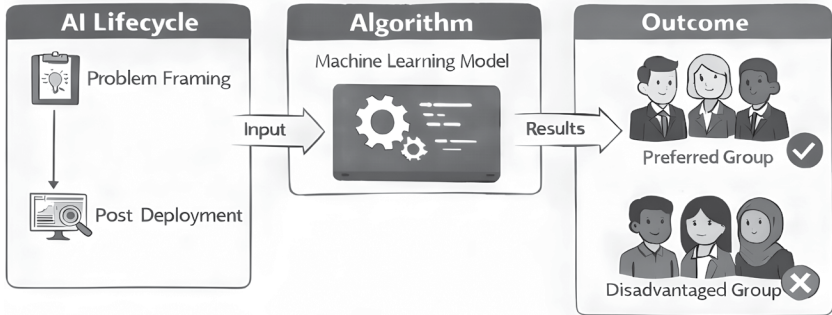 AI Lifecycle
Problem Framing
Post Deployment
Input
Algorithm
Machine Learning Model
Results
Outcome
Preferred Group
Disadvantaged Group